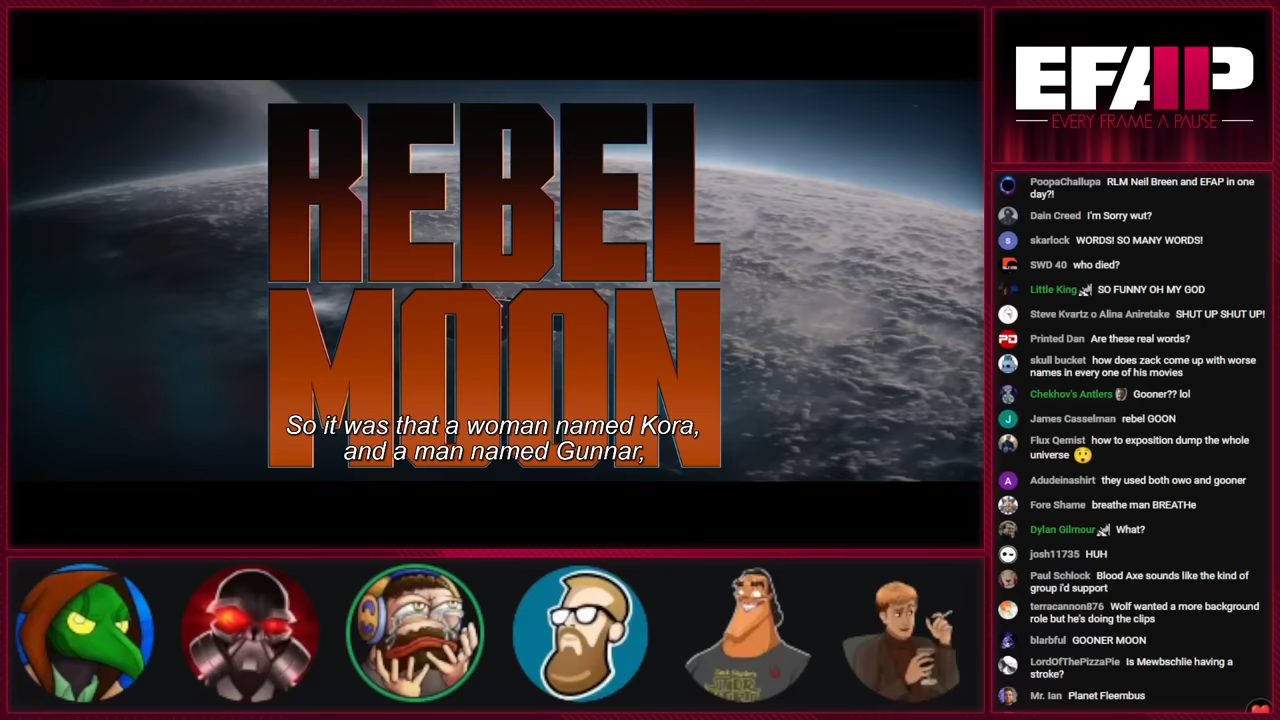 REBEL
MOON
So it was that a woman named Kora,
and a man named Gunnar,
EFAP
EVERY FRAME A PAUSE
PoopaChallupa RLM Neil Breen and EFAP in one
day?!
Dain Creed I'm Sorry wut?
skarlock WORDS! SO MANY WORDS!
SWD 40 who died?
Little King SO FUNNY OH MY GOD
Steve Kvartz o Alina Aniretake SHUT UP SHUT UP!
Printed Dan Are these real words?
skull bucket how does zack come up with worse
names in every one of his movies
Chekhov's Antlers Gooner?? lol
James Casselman rebel GOON
Flux Qemist how to exposition dump the whole
universe 😲
Adudeinashirt they used both owo and gooner
Fore Shame breathe man BREATHe
Dylan Gilmour What?
josh11735 HUH
Paul Schlock Blood Axe sounds like the kind of
group i'd support
terracannon876 Wolf wanted a more background
role but he's doing the clips
blarbful GOONER MOON
LordOfThePizzaPie Is Mewbschlie having a
stroke?
Mr. Ian Planet Fleembus
S
PD
J
A